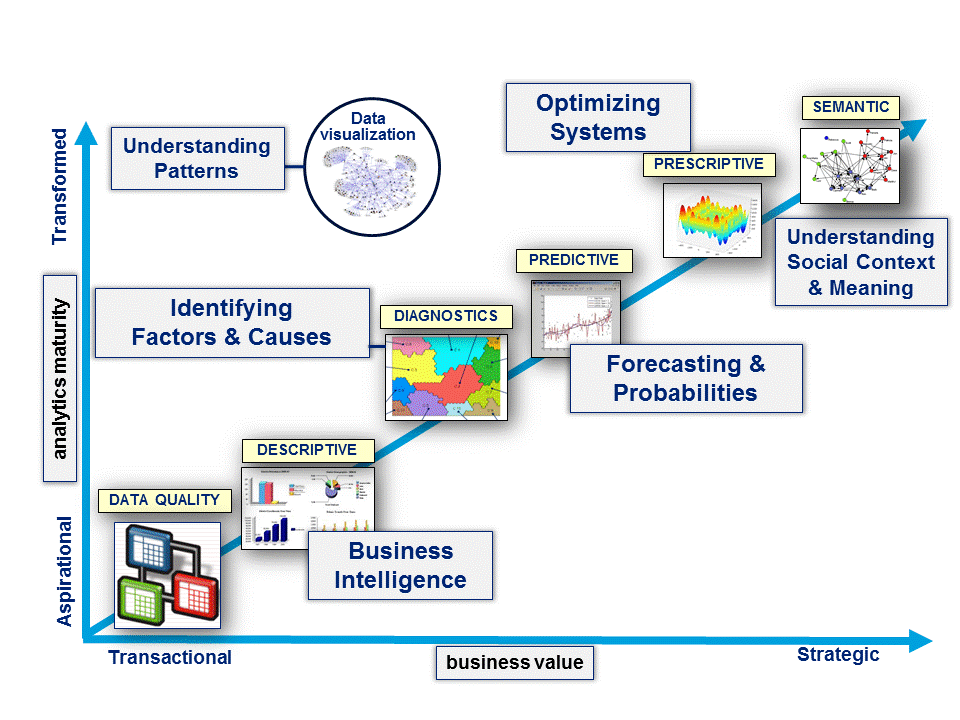 Optimizing
Systems
SEMANTIC
Data
visualization
Understanding
Patterns
PRESCRIPTIVE
Transformed
Understanding
Social Context
& Meaning
PREDICTIVE
Identifying
Factors & Causes
DIAGNOSTICS
Forecasting &
Probabilities
analytics maturity
DESCRIPTIVE
DATA QUALITY
Business
Intelligence
Aspirational
Transactional
business value
Strategic